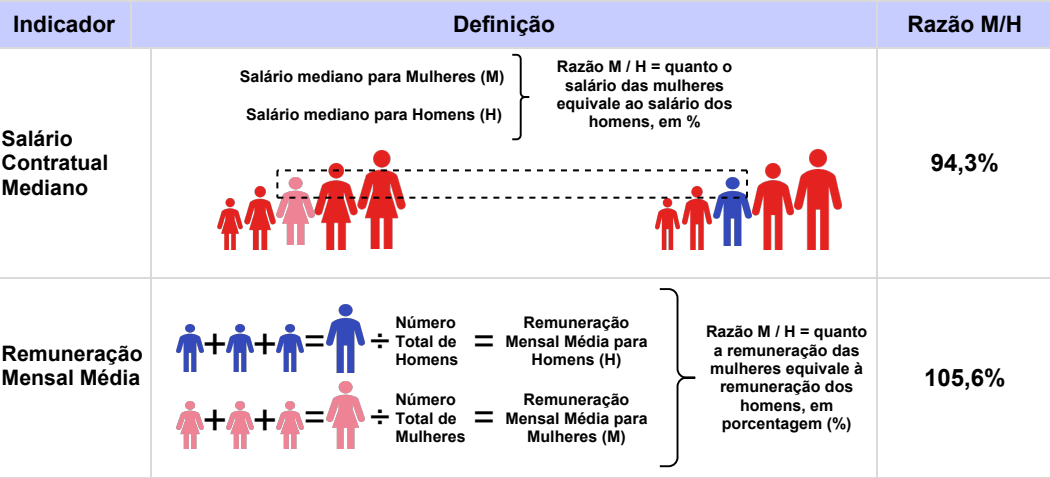 Indicador
Definição
Razão M/H
Salário
Contratual
Mediano
Salário mediano para Mulheres (M)
Salário mediano para Homens (H)
Razão M / H = quanto o
salário das mulheres
equivale ao salário dos
homens, em %
94,3%
Remuneração
Mensal Média
+ + = ÷
Número
Total de
Homens
=
Remuneração
Mensal Média para
Homens (H)
+ + = ÷
Número
Total de
Mulheres
=
Remuneração
Mensal Média para
Mulheres (M)
Razão M / H = quanto
a remuneração das
mulheres equivale à
remuneração dos
homens, em
porcentagem (%)
105,6%